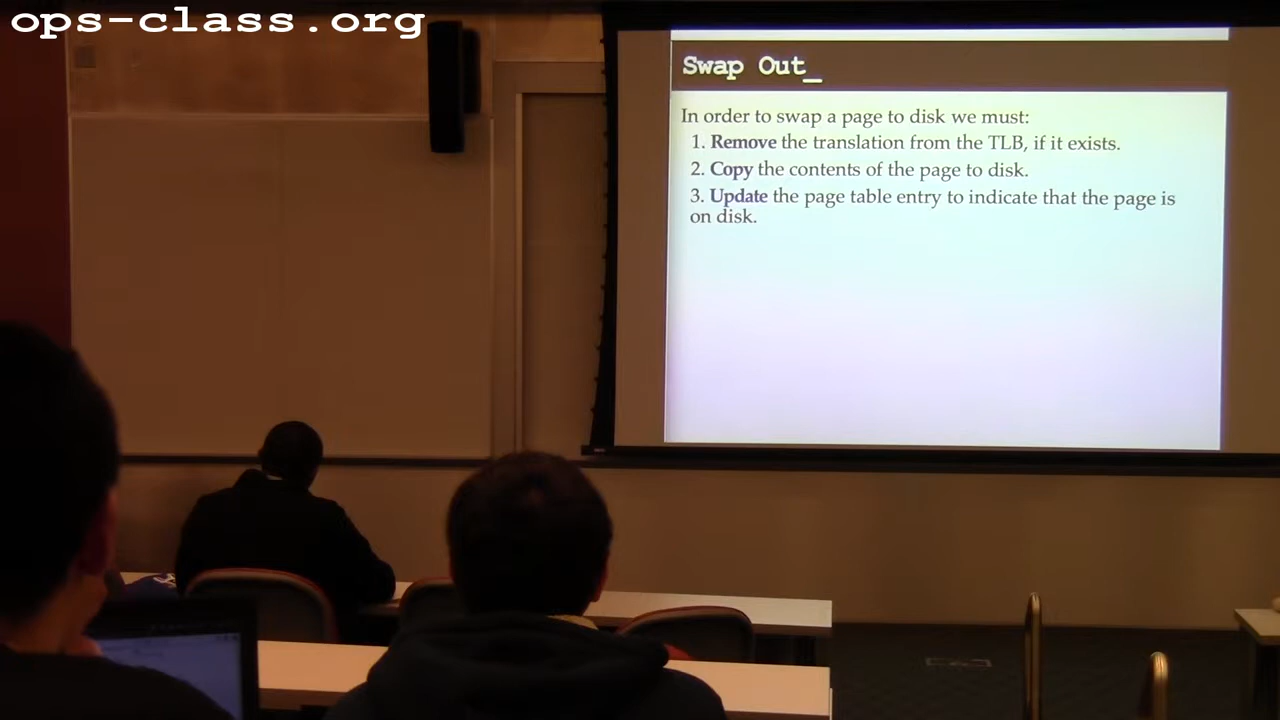 ops-class.org
Swap Out_
In order to swap a page to disk we must:
1. Remove the translation from the TLB, if it exists.
2. Copy the contents of the page to disk.
3. Update the page table entry to indicate that the page is
on disk.